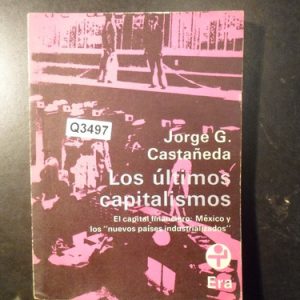 Q3497
Jorge G.
Castañeda
Los últimos
capitalismos
El capital financiero: México y
los "nuevos países industrializados"
Era